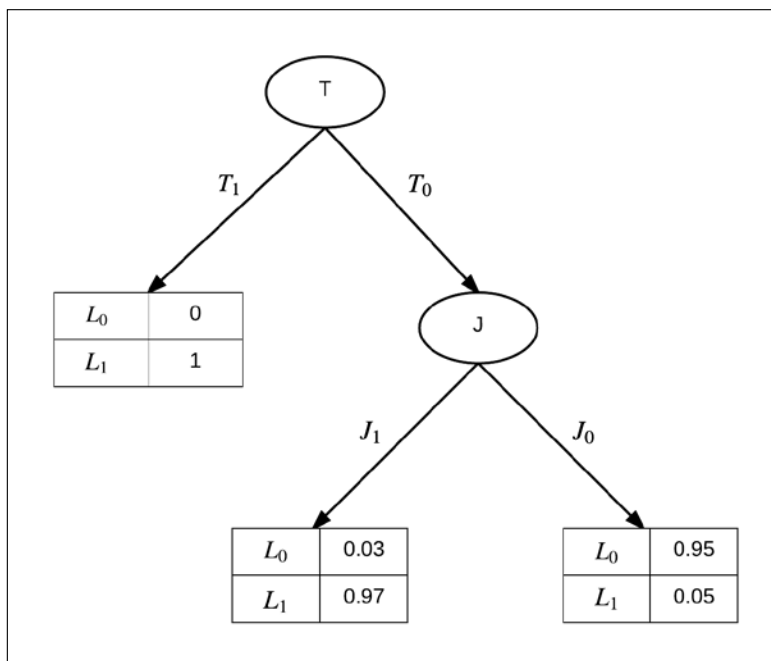 T
T₁ T₀
L₀ 0
L₁ 1
J
J₁ J₀
L₀ 0.03
L₁ 0.97
L₀ 0.95
L₁ 0.05